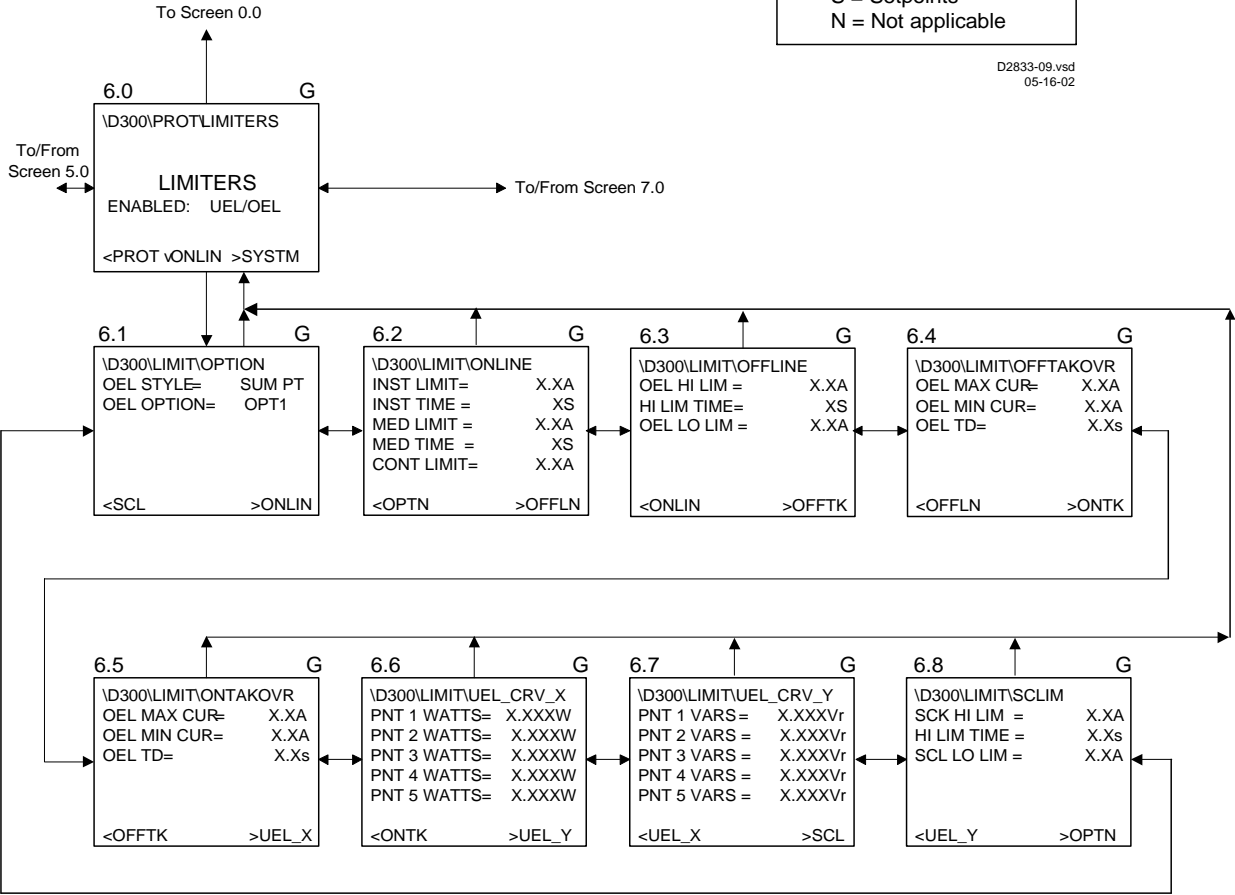 To Screen 0.0
S = Setpoints
N = Not applicable
D2833-09.vsd
05-16-02
6.0 G
\D300\PROT\LIMITERS
LIMITERS
ENABLED: UEL/OEL
<PROT vONLIN >SYSTM
To/From
Screen 5.0
To/From Screen 7.0
6.1 G
\D300\LIMIT\OPTION
OEL STYLE= SUM PT
OEL OPTION= OPT1
<SCL >ONLIN
6.2 G
\D300\LIMIT\ONLINE
INST LIMIT= X.XA
INST TIME = XS
MED LIMIT = X.XA
MED TIME = XS
CONT LIMIT= X.XA
<OPTN >OFFLN
6.3 G
\D300\LIMIT\OFFLINE
OEL HI LIM = X.XA
HI LIM TIME= XS
OEL LO LIM = X.XA
<ONLIN >OFFTK
6.4 G
\D300\LIMIT\OFFTAKOVR
OEL MAX CUR= X.XA
OEL MIN CUR= X.XA
OEL TD= X.Xs
<OFFLN >ONTK
6.5 G
\D300\LIMIT\ONTAKOVR
OEL MAX CUR= X.XA
OEL MIN CUR= X.XA
OEL TD= X.Xs
<OFFTK >UEL_X
6.6 G
\D300\LIMIT\UEL_CRV_X
PNT 1 WATTS= X.XXXW
PNT 2 WATTS= X.XXXW
PNT 3 WATTS= X.XXXW
PNT 4 WATTS= X.XXXW
PNT 5 WATTS= X.XXXW
<ONTK >UEL_Y
6.7 G
\D300\LIMIT\UEL_CRV_Y
PNT 1 VARS = X.XXXVr
PNT 2 VARS = X.XXXVr
PNT 3 VARS = X.XXXVr
PNT 4 VARS = X.XXXVr
PNT 5 VARS = X.XXXVr
<UEL_X >SCL
6.8 G
\D300\LIMIT\SCLIM
SCK HI LIM = X.XA
HI LIM TIME = X.Xs
SCL LO LIM = X.XA
<UEL_Y >OPTN